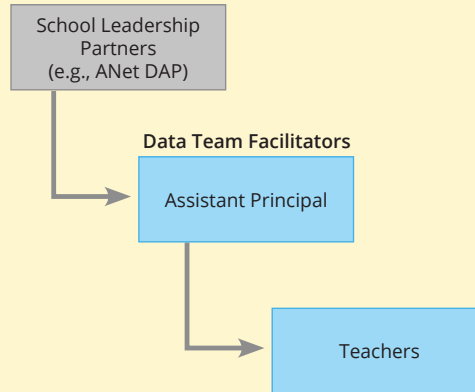 School Leadership
Partners
(e.g., ANet DAP)
Data Team Facilitators
Assistant Principal
Teachers